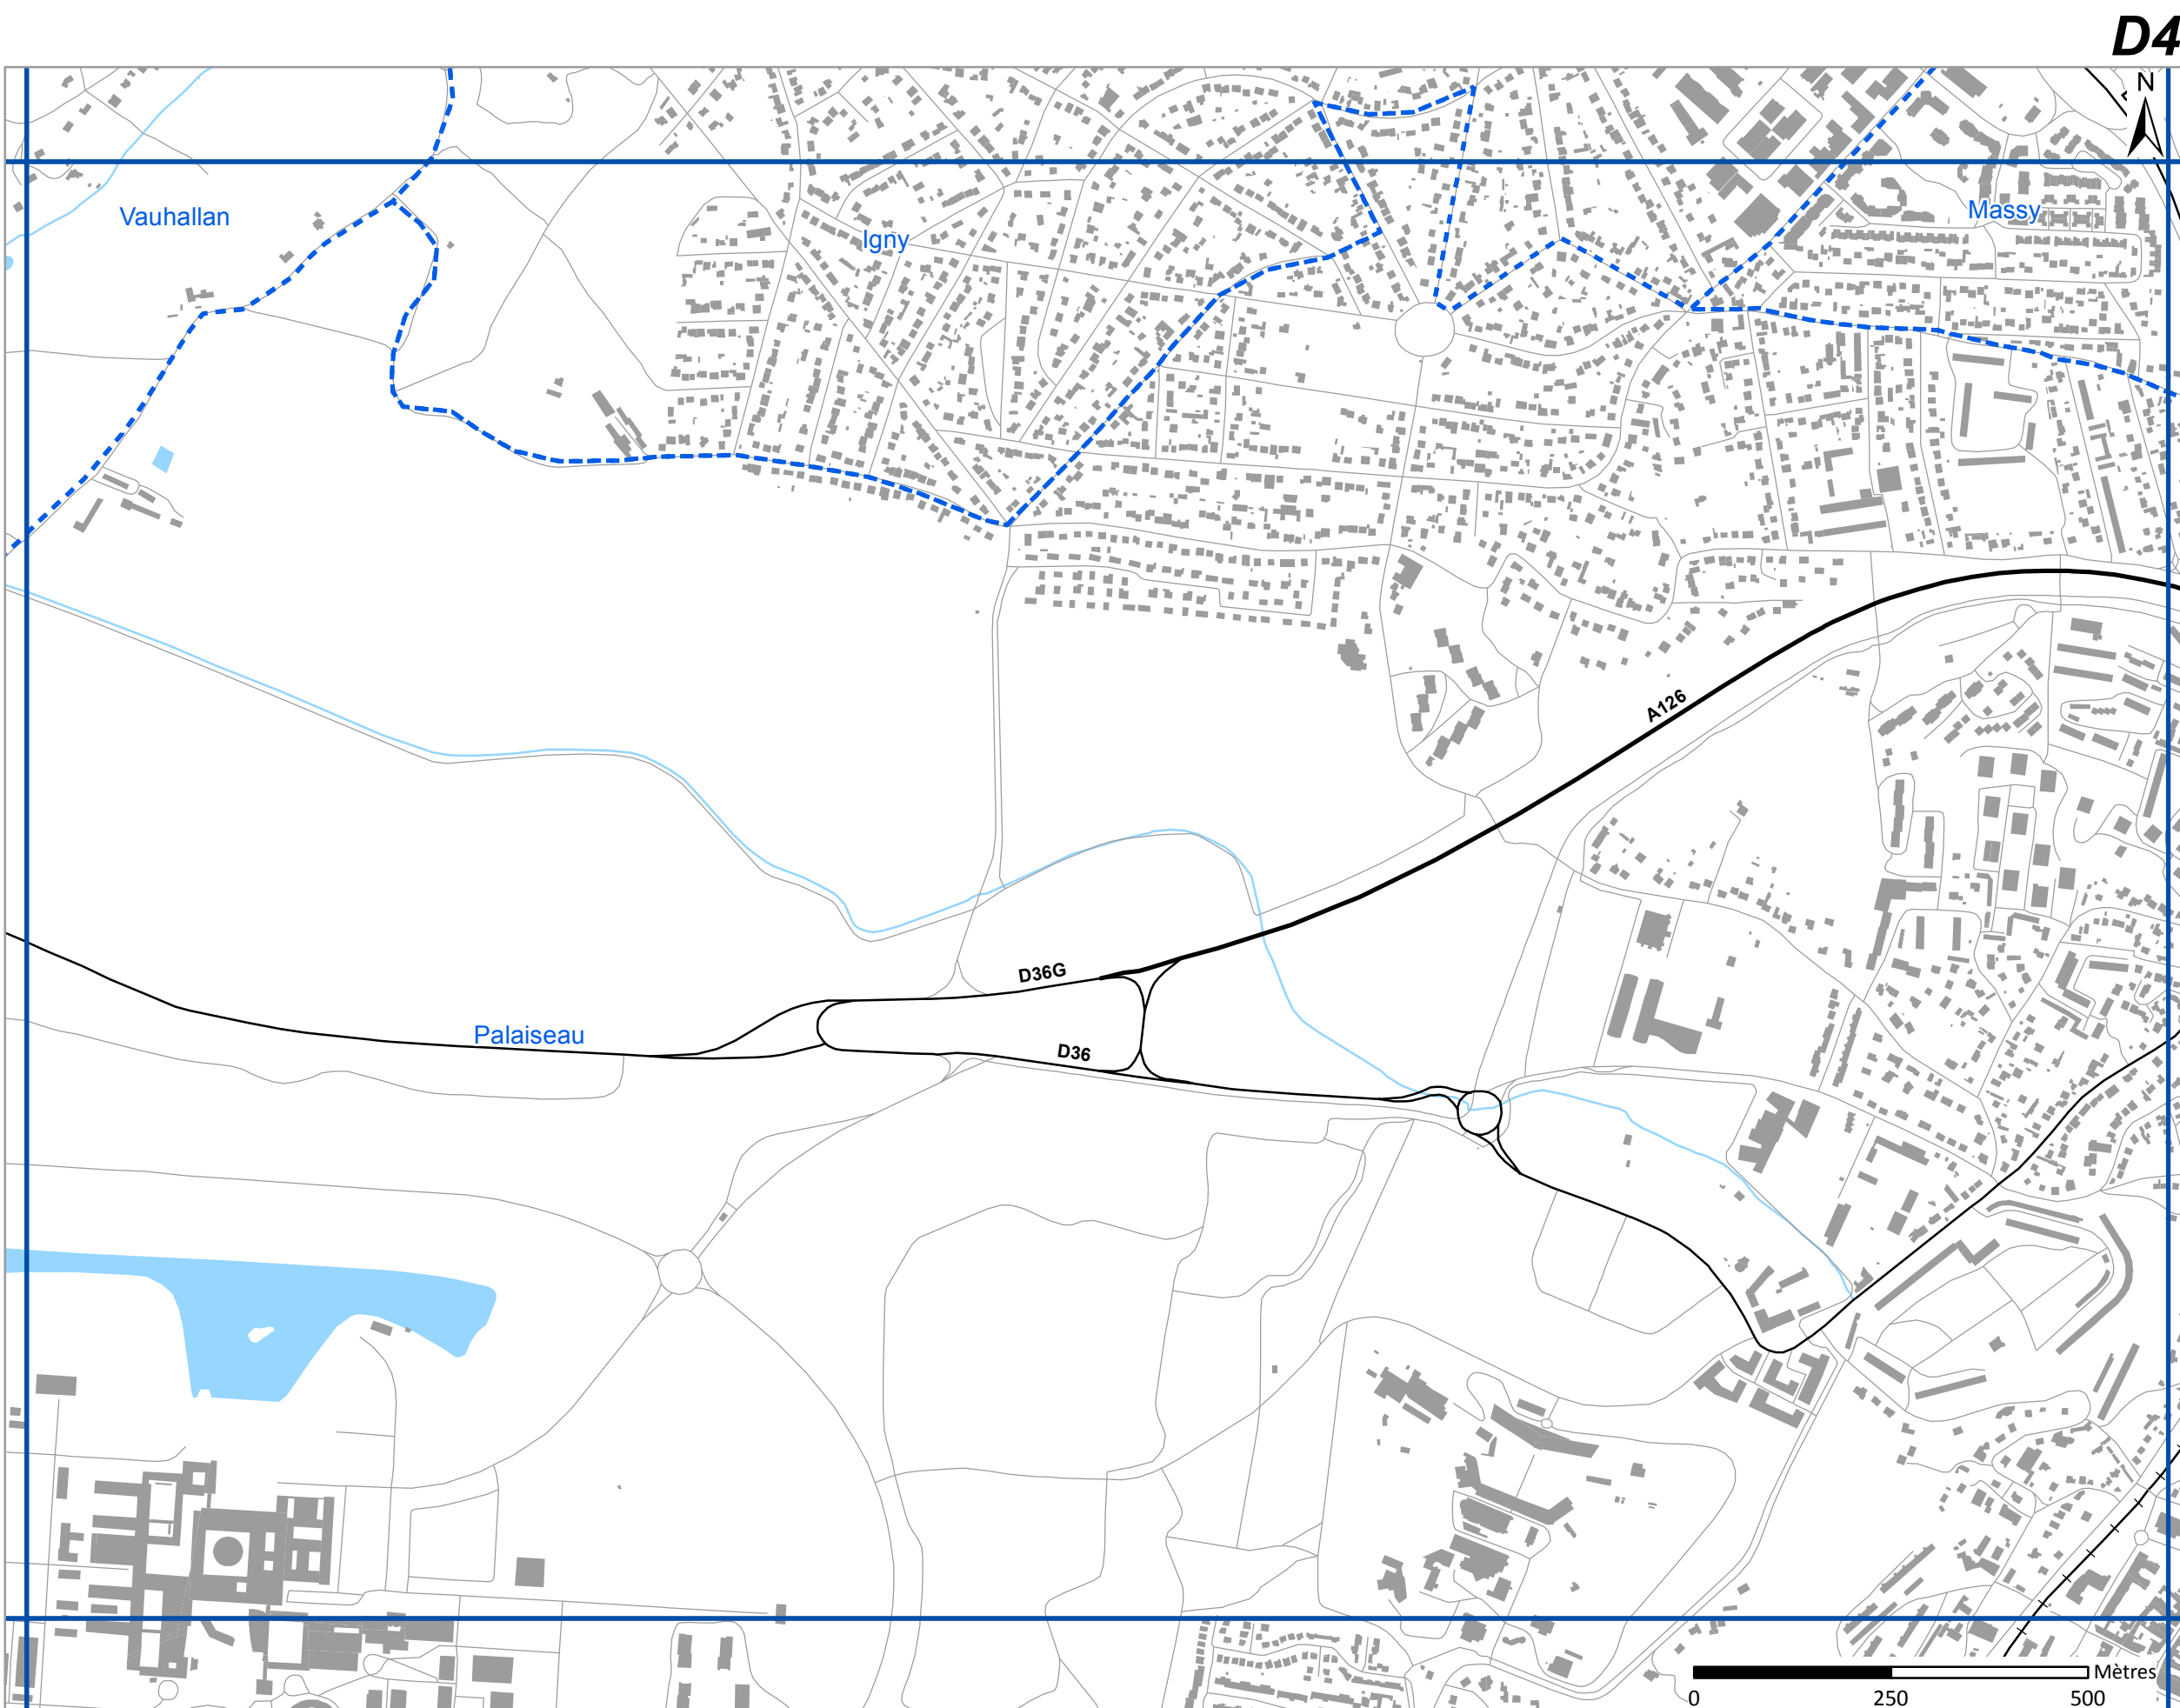 D4
N
Vauhallan
Massy
Igny
A126
D36G
Palaiseau
D36
Mètres
0 250 500